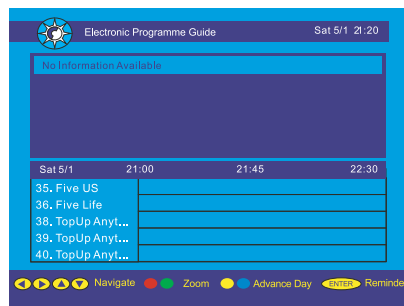 Electronic Programme Guide Sat 5/1 21:20
No Information Available
Sat 5/1 21:00 21:45 22:30
35. Five US
36. Five Life
38. TopUp Anyt...
39. TopUp Anyt...
40. TopUp Anyt...
Navigate Zoom Advance Day ENTER Reminde